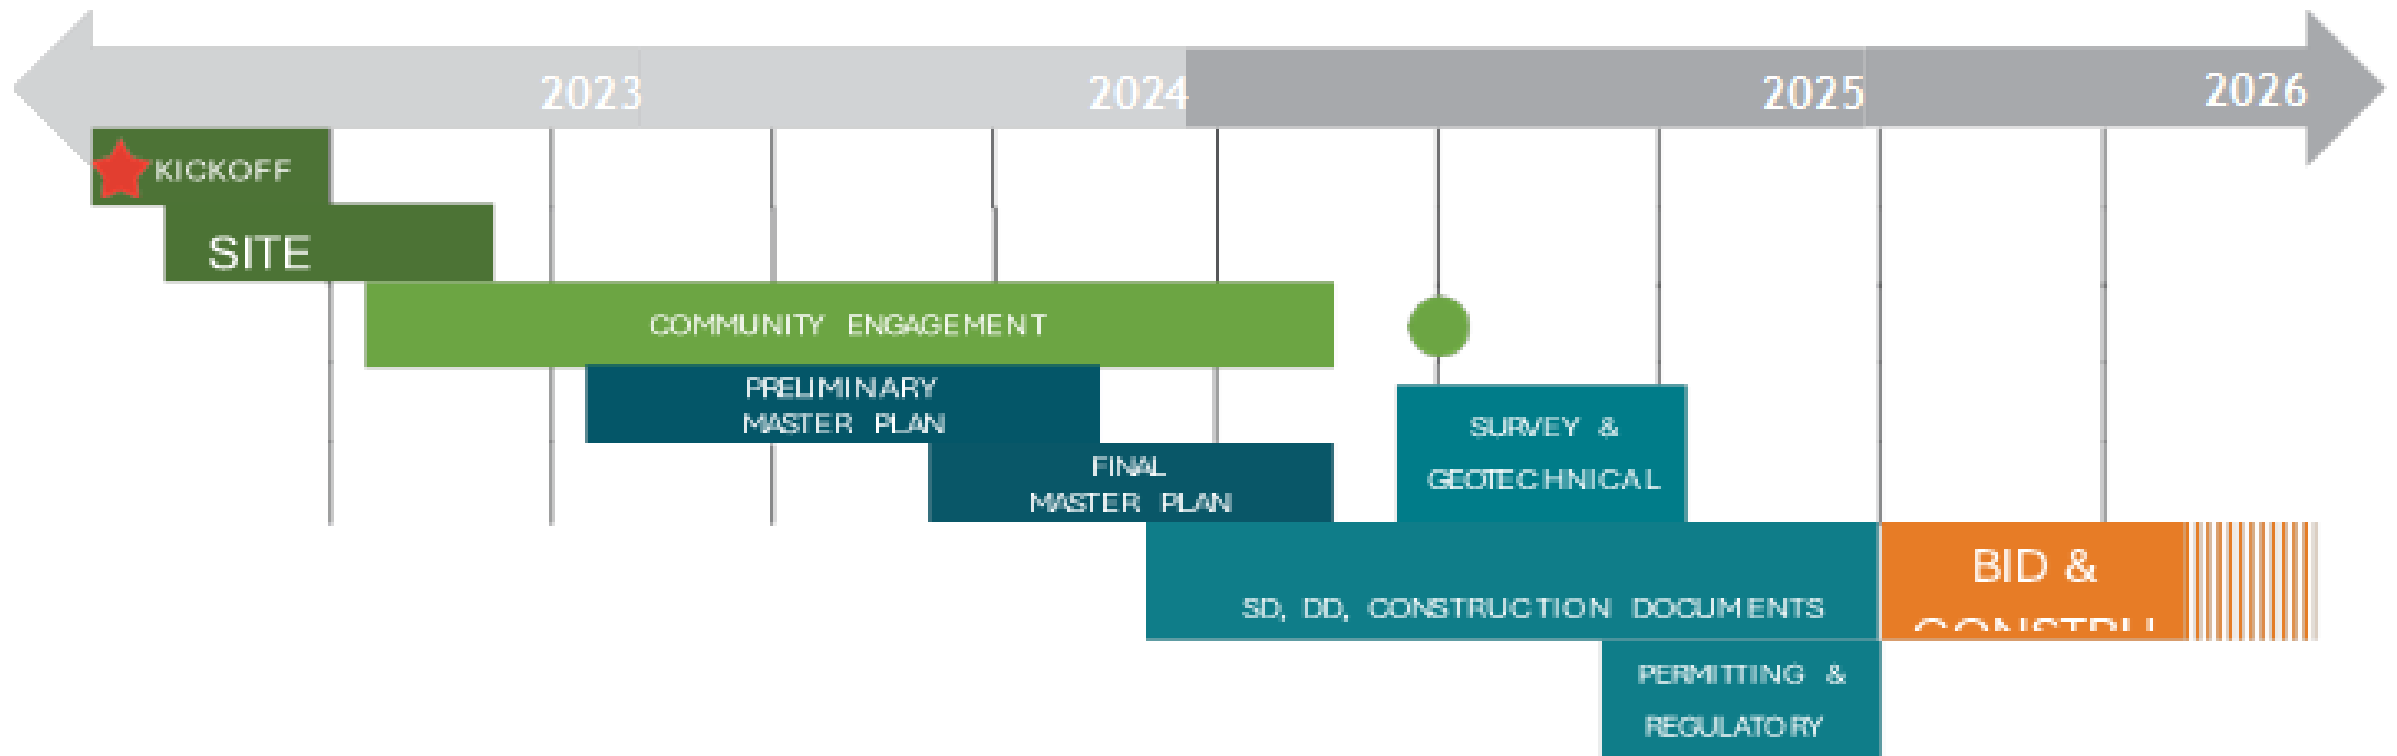 2023 2024 2025 2026
KICKOFF
SITE
COMMUNITY ENGAGEMENT
PRELIMINARY
MASTER PLAN
FINAL
MASTER PLAN
SURVEY &
GEOTECHNICAL
SD, DD, CONSTRUCTION DOCUMENTS
BID &
PERMITTING &
REGULATORY